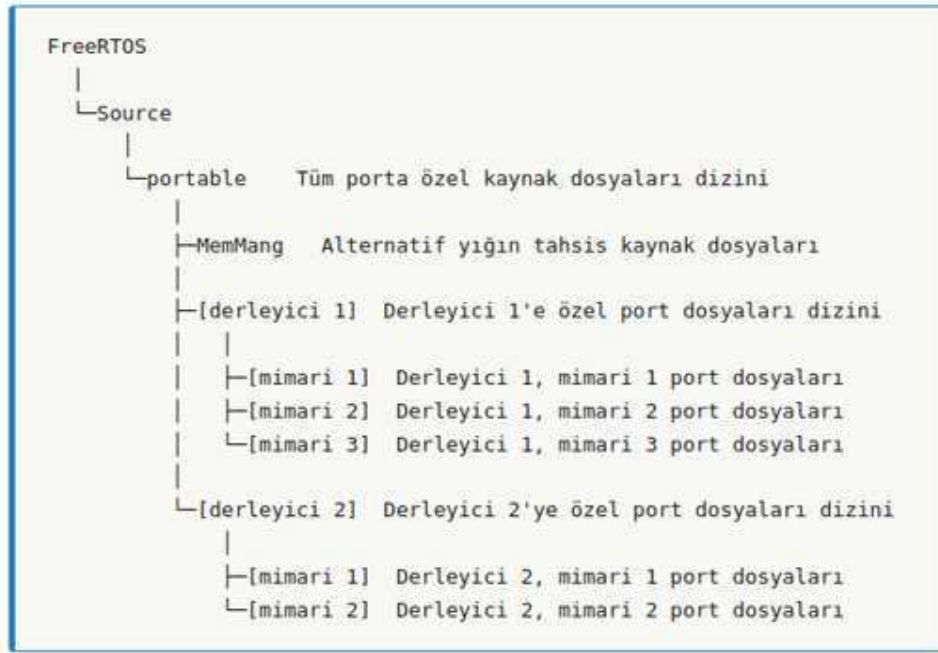 FreeRTOS
│
└─Source
│
└─portable    Tüm porta özel kaynak dosyaları dizini
│
├─MemMang   Alternatif yığın tahsis kaynak dosyaları
│
├─[derleyici 1]  Derleyici 1'e özel port dosyaları dizini
│   │
│   ├─[mimari 1]  Derleyici 1, mimari 1 port dosyaları
│   ├─[mimari 2]  Derleyici 1, mimari 2 port dosyaları
│   └─[mimari 3]  Derleyici 1, mimari 3 port dosyaları
│
└─[derleyici 2]  Derleyici 2'ye özel port dosyaları dizini
│
├─[mimari 1]  Derleyici 2, mimari 1 port dosyaları
└─[mimari 2]  Derleyici 2, mimari 2 port dosyaları